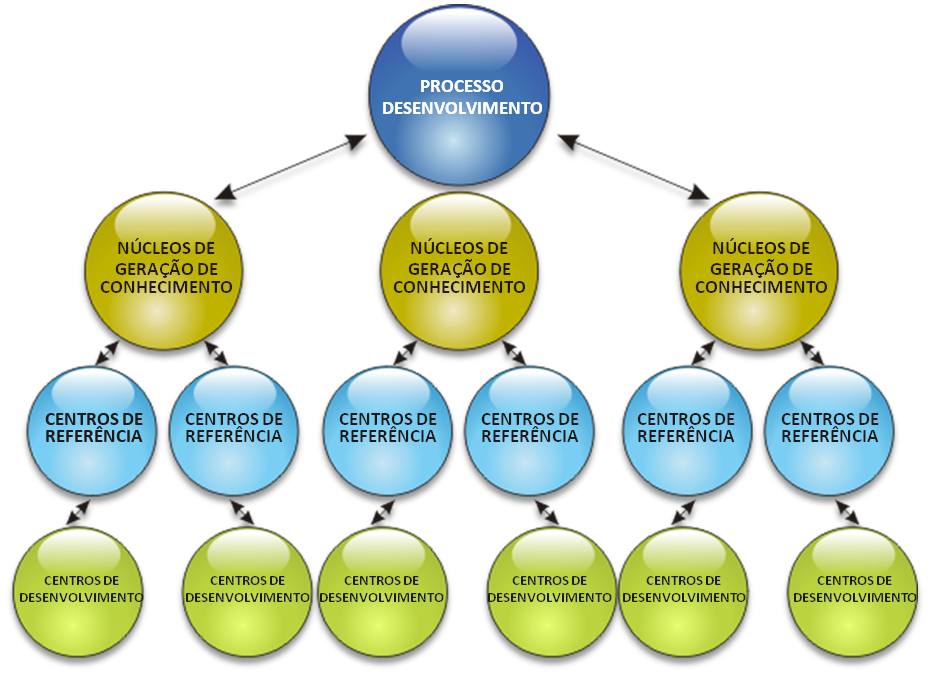 PROCESSO
DESENVOLVIMENTO
NÚCLEOS DE
GERAÇÃO DE
CONHECIMENTO
NÚCLEOS DE
GERAÇÃO DE
CONHECIMENTO
NÚCLEOS DE
GERAÇÃO DE
CONHECIMENTO
CENTROS DE
REFERÊNCIA
CENTROS DE
REFERÊNCIA
CENTROS DE
REFERÊNCIA
CENTROS DE
REFERÊNCIA
CENTROS DE
REFERÊNCIA
CENTROS DE
REFERÊNCIA
CENTROS DE
DESENVOLVIMENTO
CENTROS DE
DESENVOLVIMENTO
CENTROS DE
DESENVOLVIMENTO
CENTROS DE
DESENVOLVIMENTO
CENTROS DE
DESENVOLVIMENTO
CENTROS DE
DESENVOLVIMENTO